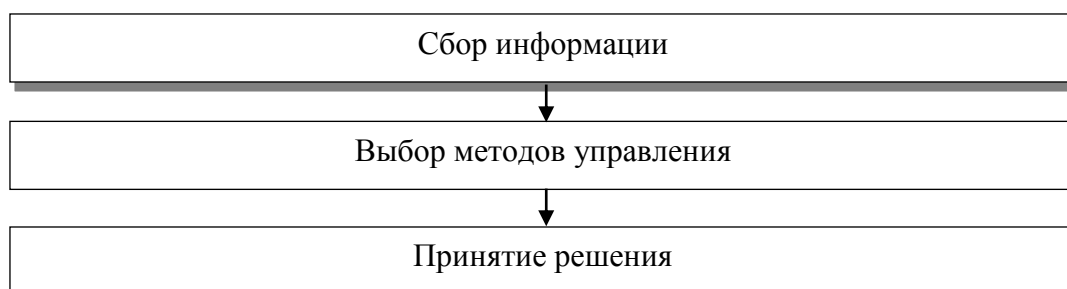 Сбор информации
Выбор методов управления
Принятие решения